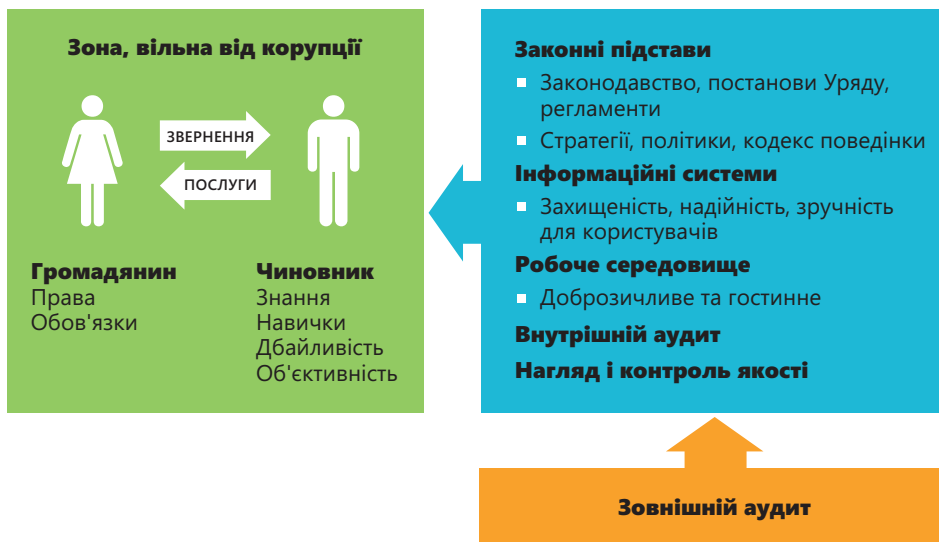 Зона, вільна від корупції
ЗВЕРНЕННЯ
ПОСЛУГИ
Громадянин
Права
Обов'язки
Чиновник
Знання
Навички
Дбайливість
Об'єктивність
Законні підстави
Законодавство, постанови Уряду,
регламенти
Стратегії, політики, кодекс поведінки
Інформаційні системи
Захищеність, надійність, зручність
для користувачів
Робоче середовище
Доброзичливе та гостинне
Внутрішній аудит
Нагляд і контроль якості
Зовнішній аудит